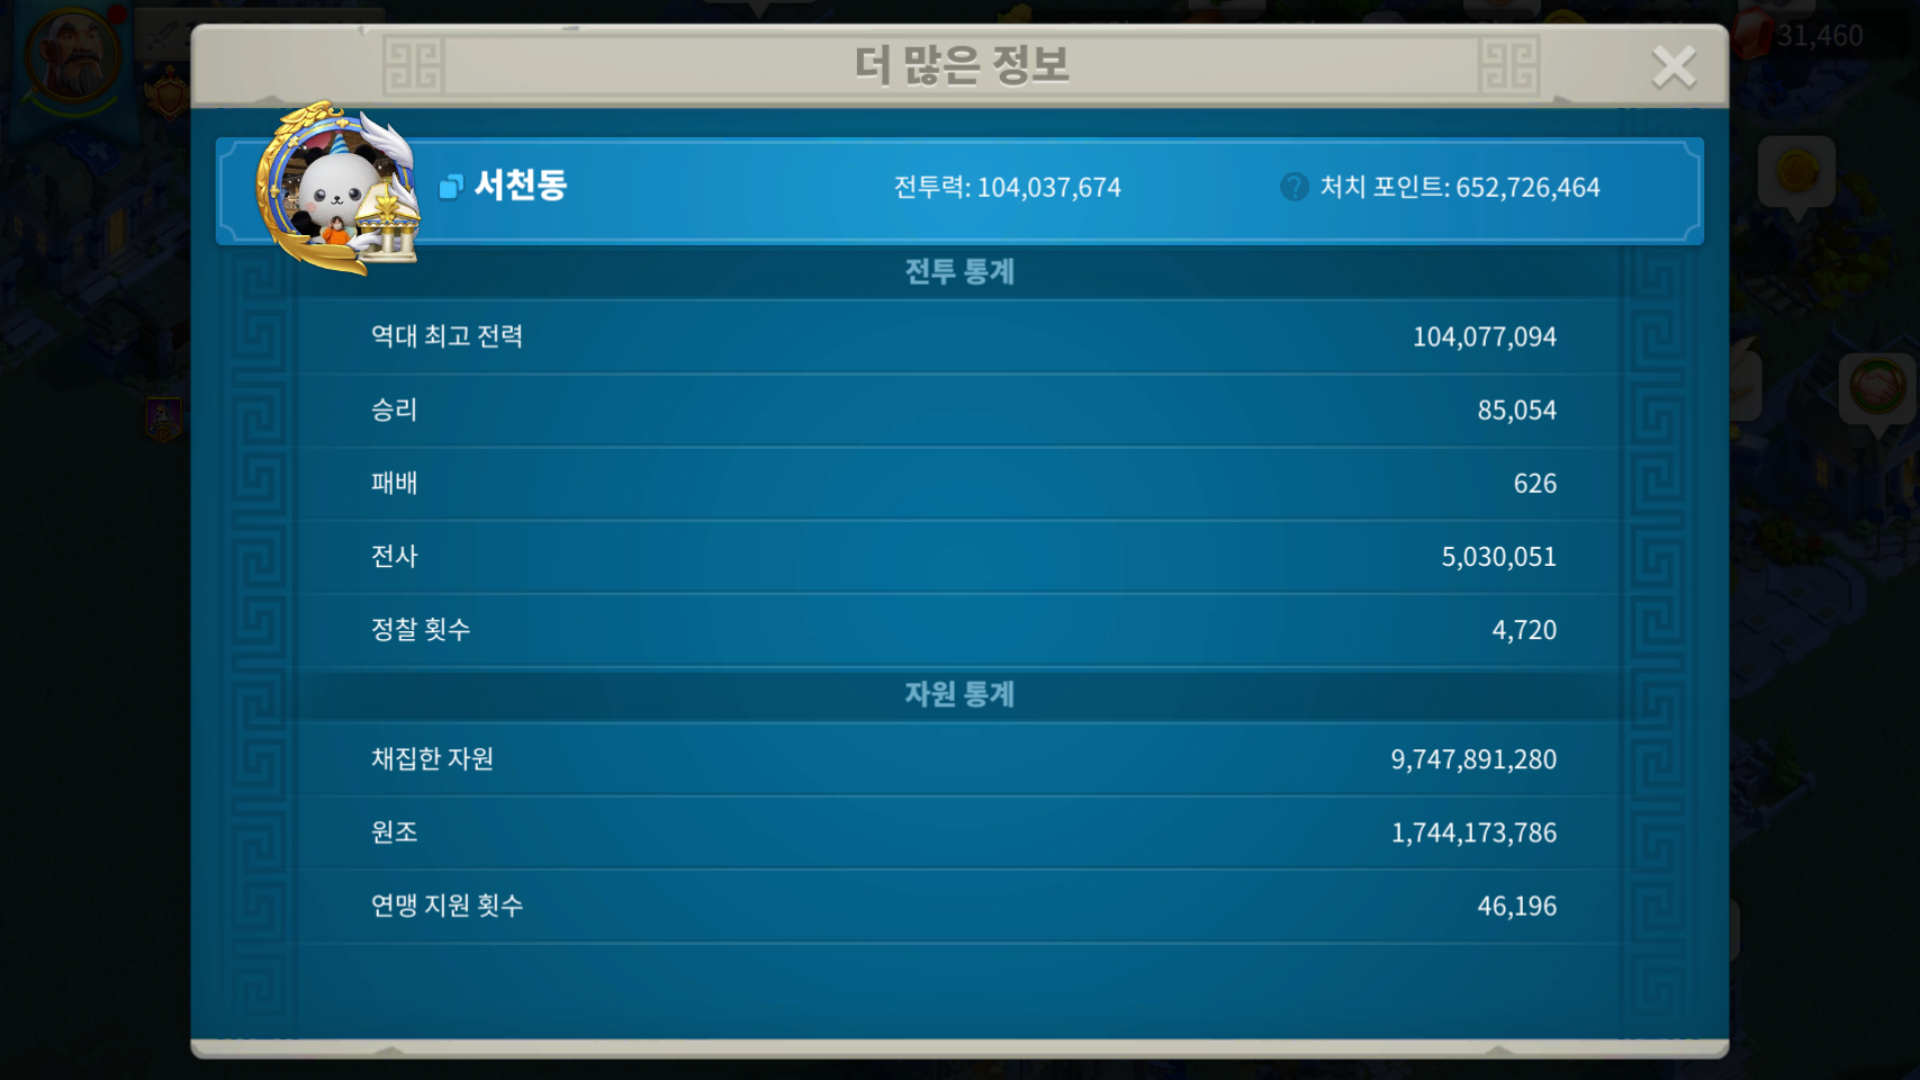 더 많은 정보
31,460
서천동
전투력: 104,037,674
처치 포인트: 652,726,464
전투 통계
역대 최고 전력 104,077,094
승리 85,054
패배 626
전사 5,030,051
정찰 횟수 4,720
자원 통계
채집한 자원 9,747,891,280
원조 1,744,173,786
연맹 지원 횟수 46,196